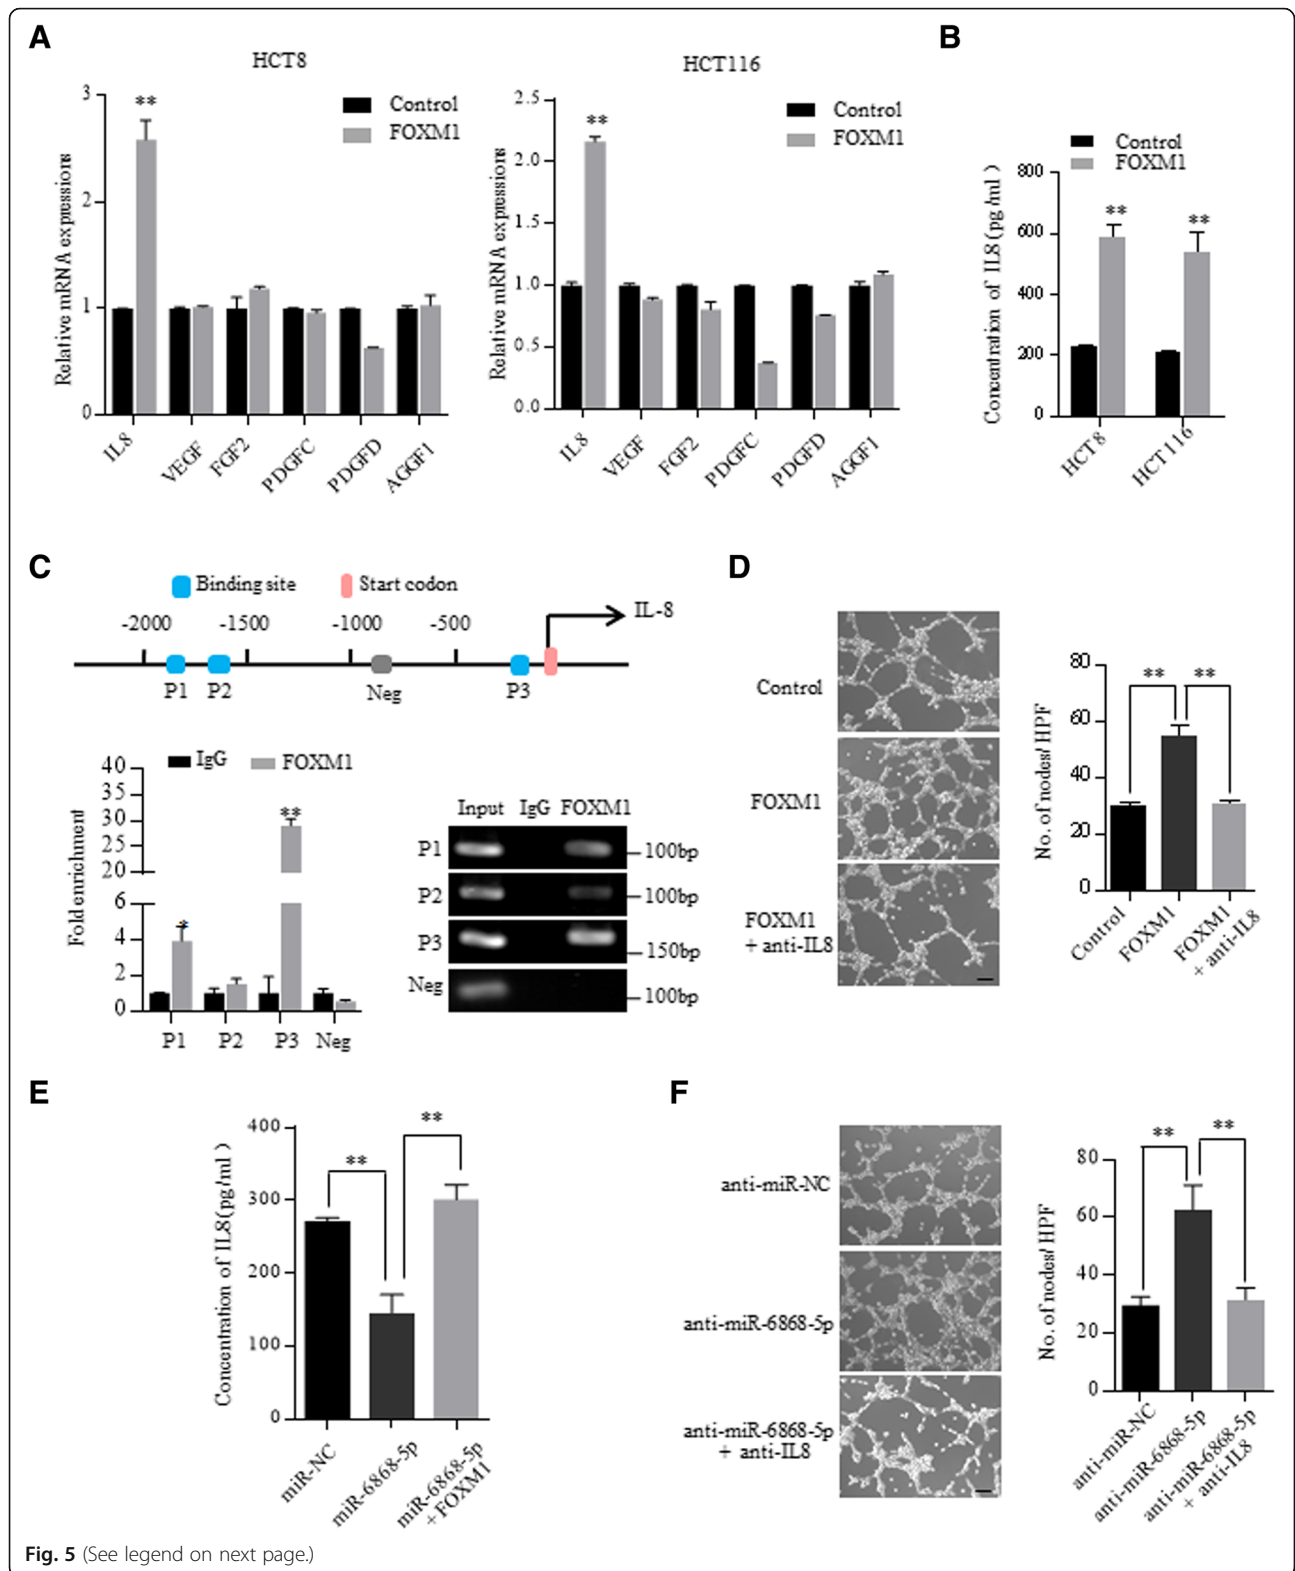 A
HCT8
Control
FOXM1
**
Relative mRNA expressions
3
2
1
0
IL8
VEGF
FGF2
PDGFC
PDGFD
AGGF1
HCT116
Control
FOXM1
**
Relative mRNA expressions
2.5
2.0
1.5
1.0
0.5
0.0
IL8
VEGF
FGF2
PDGFC
PDGFD
AGGF1
B
Control
FOXM1
Concentration of IL8(pg/ml)
800
600
400
200
0
**
**
HCT8
HCT116
C
Binding site
Start codon
-2000
-1500
-1000
-500
IL-8
P1
P2
Neg
P3
IgG
FOXM1
Fold enrichment
40
35
30
25
20
6
4
2
0
*
**
P1
P2
P3
Neg
Input IgG FOXM1
P1
100bp
P2
100bp
P3
150bp
Neg
100bp
D
Control
FOXM1
FOXM1
+ anti-IL8
No. of nodes/ HPF
80
60
40
20
0
**
**
Control
FOXM1
FOXM1
+ anti-IL8
E
Concentration of IL8(pg/ml)
400
300
200
100
0
**
**
miR-NC
miR-6868-5p
miR-6868-5p
+FOXM1
F
anti-miR-NC
anti-miR-6868-5p
anti-miR-6868-5p
+ anti-IL8
No. of nodes/ HPF
80
60
40
20
0
**
**
anti-miR-NC
anti-miR-6868-5p
anti-miR-6868-5p
+ anti-IL8
Fig. 5 (See legend on next page.)